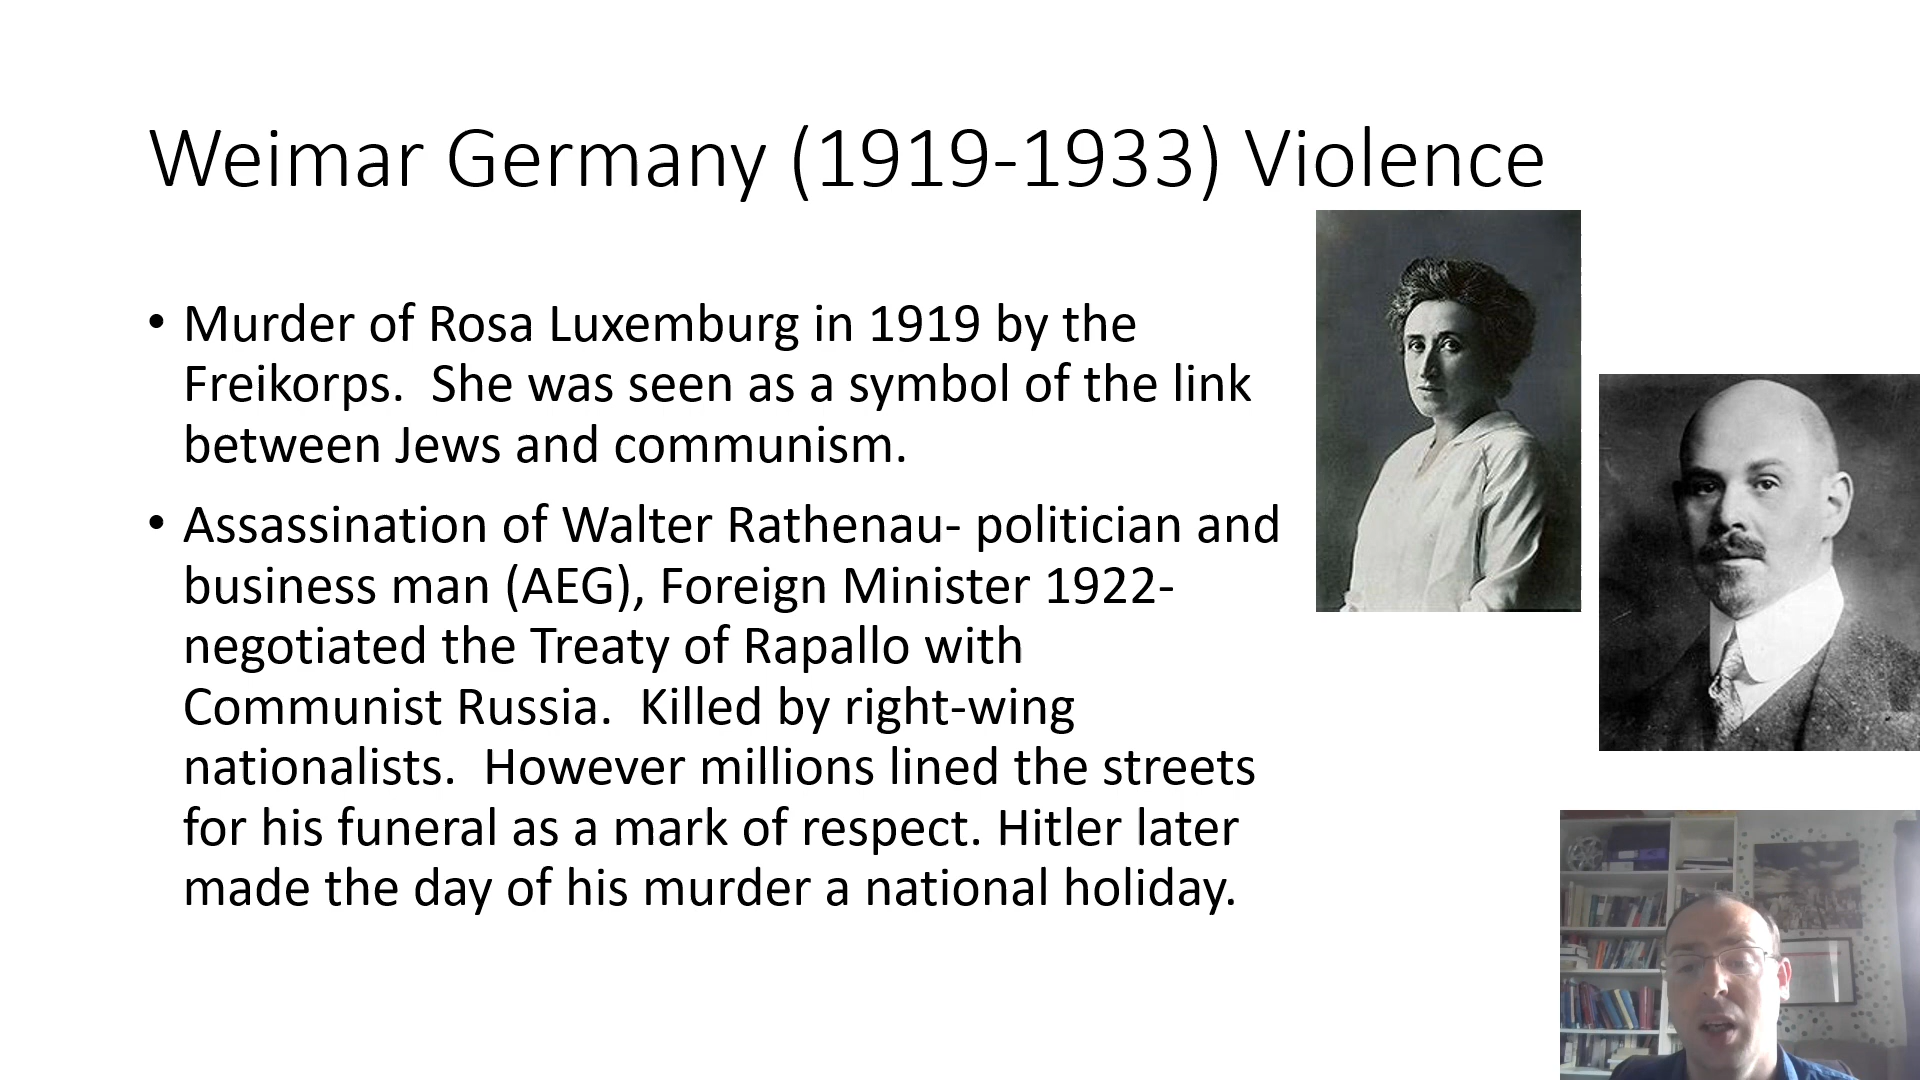 Weimar Germany (1919-1933) Violence
• Murder of Rosa Luxemburg in 1919 by the
Freikorps.  She was seen as a symbol of the link
between Jews and communism.
• Assassination of Walter Rathenau- politician and
business man (AEG), Foreign Minister 1922-
negotiated the Treaty of Rapallo with
Communist Russia.  Killed by right-wing
nationalists.  However millions lined the streets
for his funeral as a mark of respect. Hitler later
made the day of his murder a national holiday.